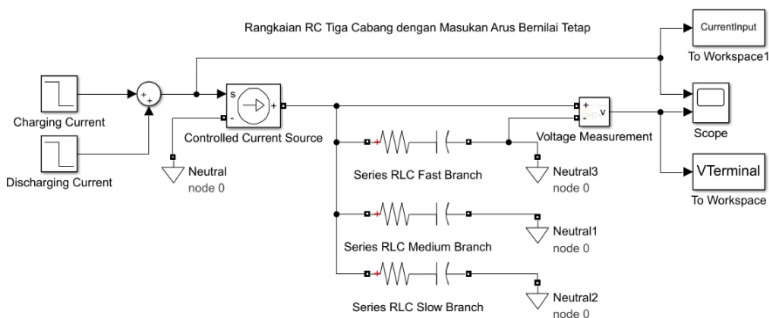 Rangkaian RC Tiga Cabang dengan Masukan Arus Bernilai Tetap
CurrentInput
To Workspace1
Charging Current
+
+
s
+
-
Controlled Current Source
+
-
v
Voltage Measurement
Scope
Discharging Current
Neutral
node 0
+
Series RLC Fast Branch
Neutral3
node 0
VTerminal
To Workspace
+
Series RLC Medium Branch
Neutral1
node 0
+
Series RLC Slow Branch
Neutral2
node 0